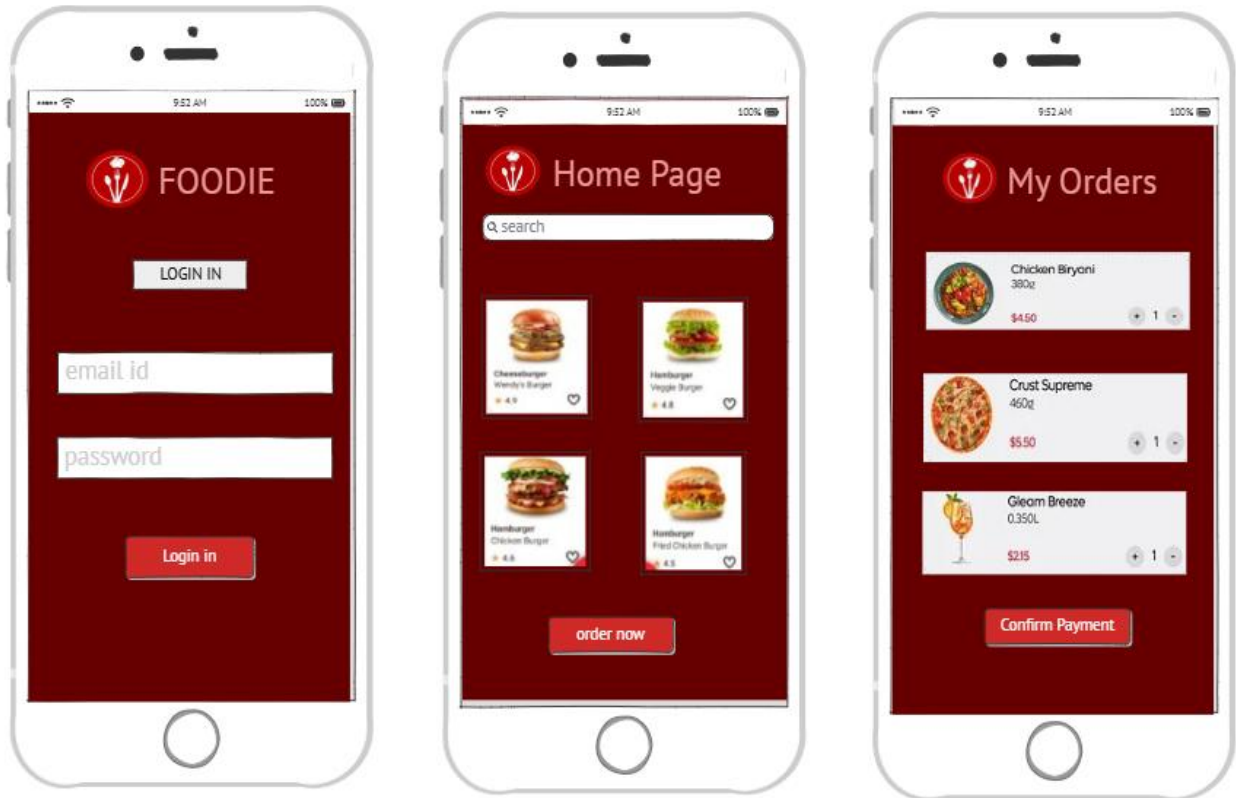 9:52 AM
100%
FOODIE
LOGIN IN
email id
password
Login in
9:52 AM
100%
Home Page
search
Cheeseburger
Wendy's Burger
4.9
Hamburger
Veggie Burger
4.8
Hamburger
Chicken Burger
4.6
Hamburger
Fried Chicken Burger
4.5
order now
9:52 AM
100%
My Orders
Chicken Biryani
380g
$4.50
+ 1 -
Crust Supreme
460g
$5.50
+ 1 -
Gleam Breeze
0.350L
$2.15
+ 1 -
Confirm Payment